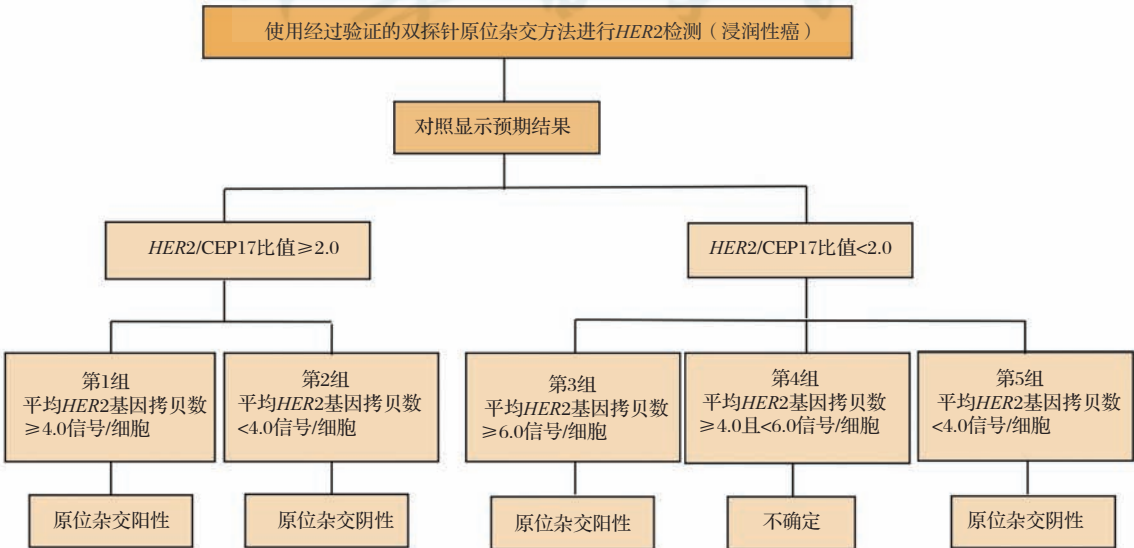 使用经过验证的双探针原位杂交方法进行HER2检测（浸润性癌）
对照显示预期结果
HER2/CEP17比值≥2.0
HER2/CEP17比值<2.0
第1组
平均HER2基因拷贝数
≥4.0信号/细胞
第2组
平均HER2基因拷贝数
<4.0信号/细胞
第3组
平均HER2基因拷贝数
≥6.0信号/细胞
第4组
平均HER2基因拷贝数
≥4.0且<6.0信号/细胞
第5组
平均HER2基因拷贝数
<4.0信号/细胞
原位杂交阳性
原位杂交阴性
原位杂交阳性
不确定
原位杂交阴性